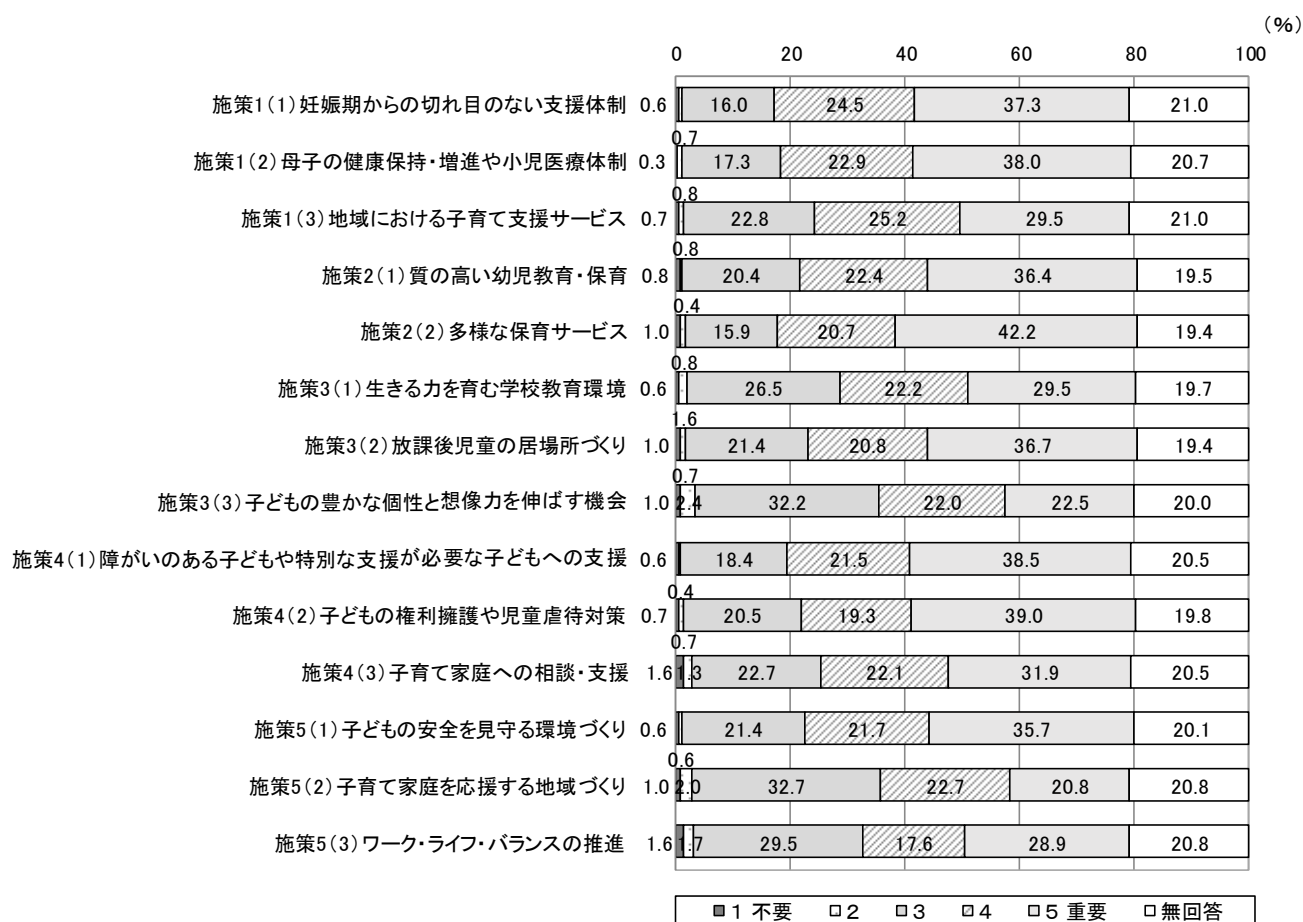 (%)
0 20 40 60 80 100
施策1(1)妊娠期からの切れ目のない支援体制 0.6 16.0 24.5 37.3 21.0
0.7
施策1(2)母子の健康保持・増進や小児医療体制 0.3 17.3 22.9 38.0 20.7
0.8
施策1(3)地域における子育て支援サービス 0.7 22.8 25.2 29.5 21.0
0.8
施策2(1)質の高い幼児教育・保育 0.8 20.4 22.4 36.4 19.5
0.4
施策2(2)多様な保育サービス 1.0 15.9 20.7 42.2 19.4
0.8
施策3(1)生きる力を育む学校教育環境 0.6 26.5 22.2 29.5 19.7
1.6
施策3(2)放課後児童の居場所づくり 1.0 21.4 20.8 36.7 19.4
0.7
施策3(3)子どもの豊かな個性と想像力を伸ばす機会 1.0 2.4 32.2 22.0 22.5 20.0
施策4(1)障がいのある子どもや特別な支援が必要な子どもへの支援 0.6 18.4 21.5 38.5 20.5
0.4
施策4(2)子どもの権利擁護や児童虐待対策 0.7 20.5 19.3 39.0 19.8
0.7
施策4(3)子育て家庭への相談・支援 1.6 1.3 22.7 22.1 31.9 20.5
施策5(1)子どもの安全を見守る環境づくり 0.6 21.4 21.7 35.7 20.1
0.6
施策5(2)子育て家庭を応援する地域づくり 1.0 2.0 32.7 22.7 20.8 20.8
施策5(3)ワーク・ライフ・バランスの推進 1.6 1.7 29.5 17.6 28.9 20.8
1 不要 2 3 4 5 重要 無回答